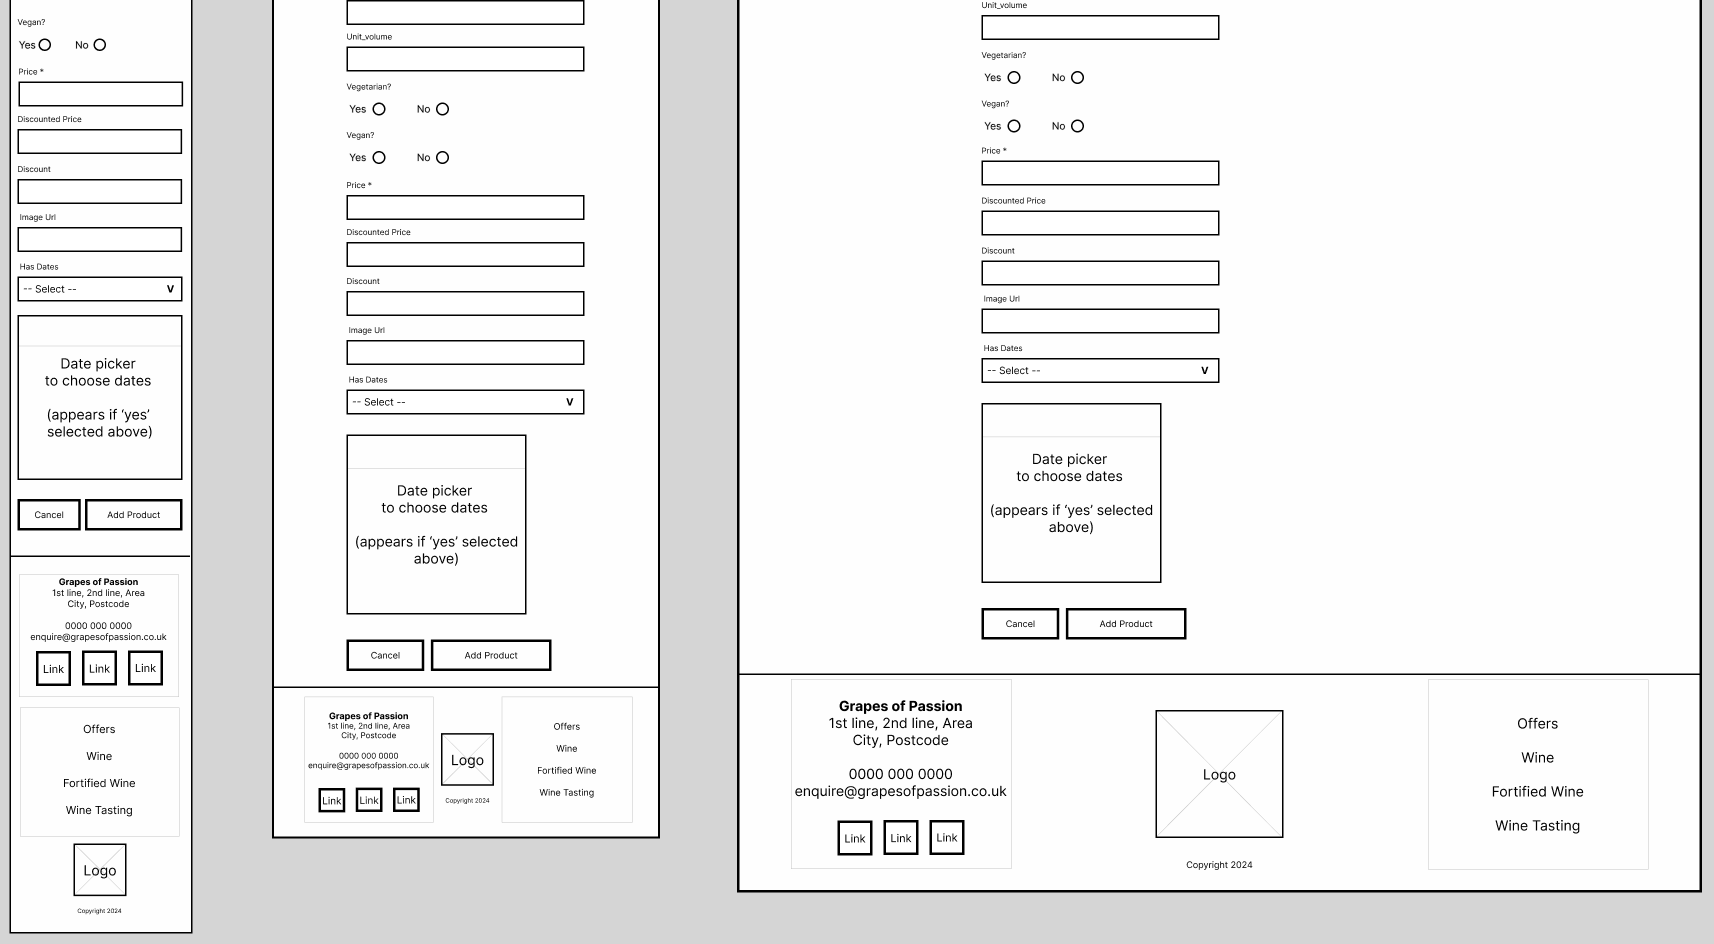 Vegan?
Yes No
Price *
Discounted Price
Discount
Image Url
Has Dates
-- Select -- V
Date picker
to choose dates
(appears if ‘yes’
selected above)
Cancel Add Product
Grapes of Passion
1st line, 2nd line, Area
City, Postcode
0000 000 0000
enquire@grapesofpassion.co.uk
Link Link Link
Offers
Wine
Fortified Wine
Wine Tasting
Logo
Copyright 2024
Unit_volume
Vegetarian?
Yes No
Vegan?
Yes No
Price *
Discounted Price
Discount
Image Url
Has Dates
-- Select -- V
Date picker
to choose dates
(appears if ‘yes’ selected
above)
Cancel Add Product
Grapes of Passion
1st line, 2nd line, Area
City, Postcode
0000 000 0000
enquire@grapesofpassion.co.uk
Link Link Link
Logo
Copyright 2024
Offers
Wine
Fortified Wine
Wine Tasting
Unit_volume
Vegetarian?
Yes No
Vegan?
Yes No
Price *
Discounted Price
Discount
Image Url
Has Dates
-- Select -- V
Date picker
to choose dates
(appears if ‘yes’ selected
above)
Cancel Add Product
Grapes of Passion
1st line, 2nd line, Area
City, Postcode
0000 000 0000
enquire@grapesofpassion.co.uk
Link Link Link
Logo
Copyright 2024
Offers
Wine
Fortified Wine
Wine Tasting